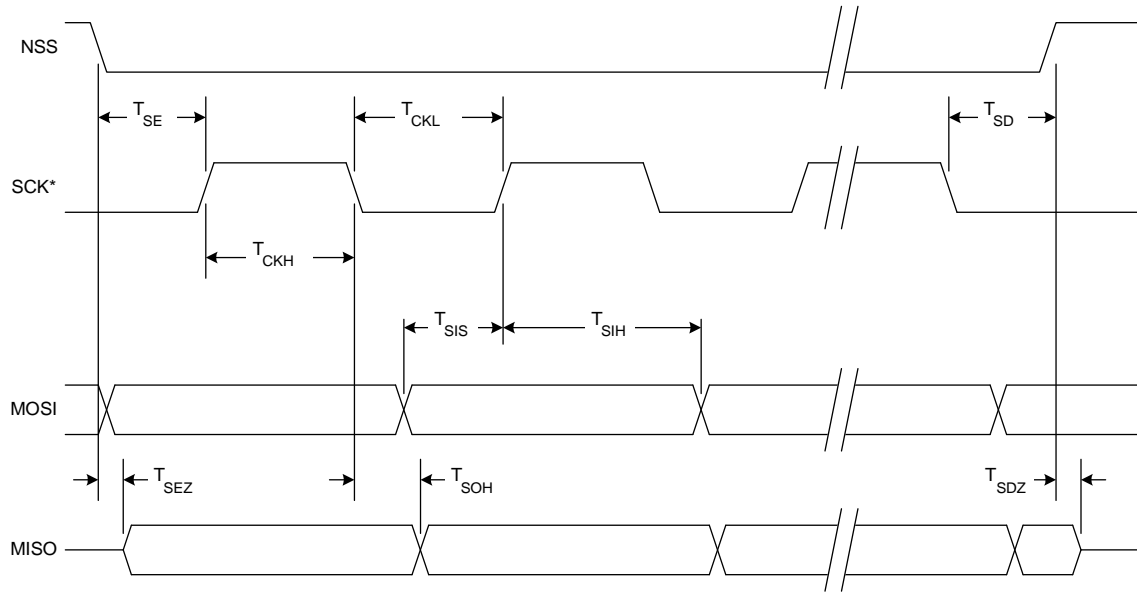 NSS
T_SE
T_CKL
T_SD
SCK*
T_CKH
T_SIS
T_SIH
MOSI
T_SEZ
T_SOH
T_SDZ
MISO